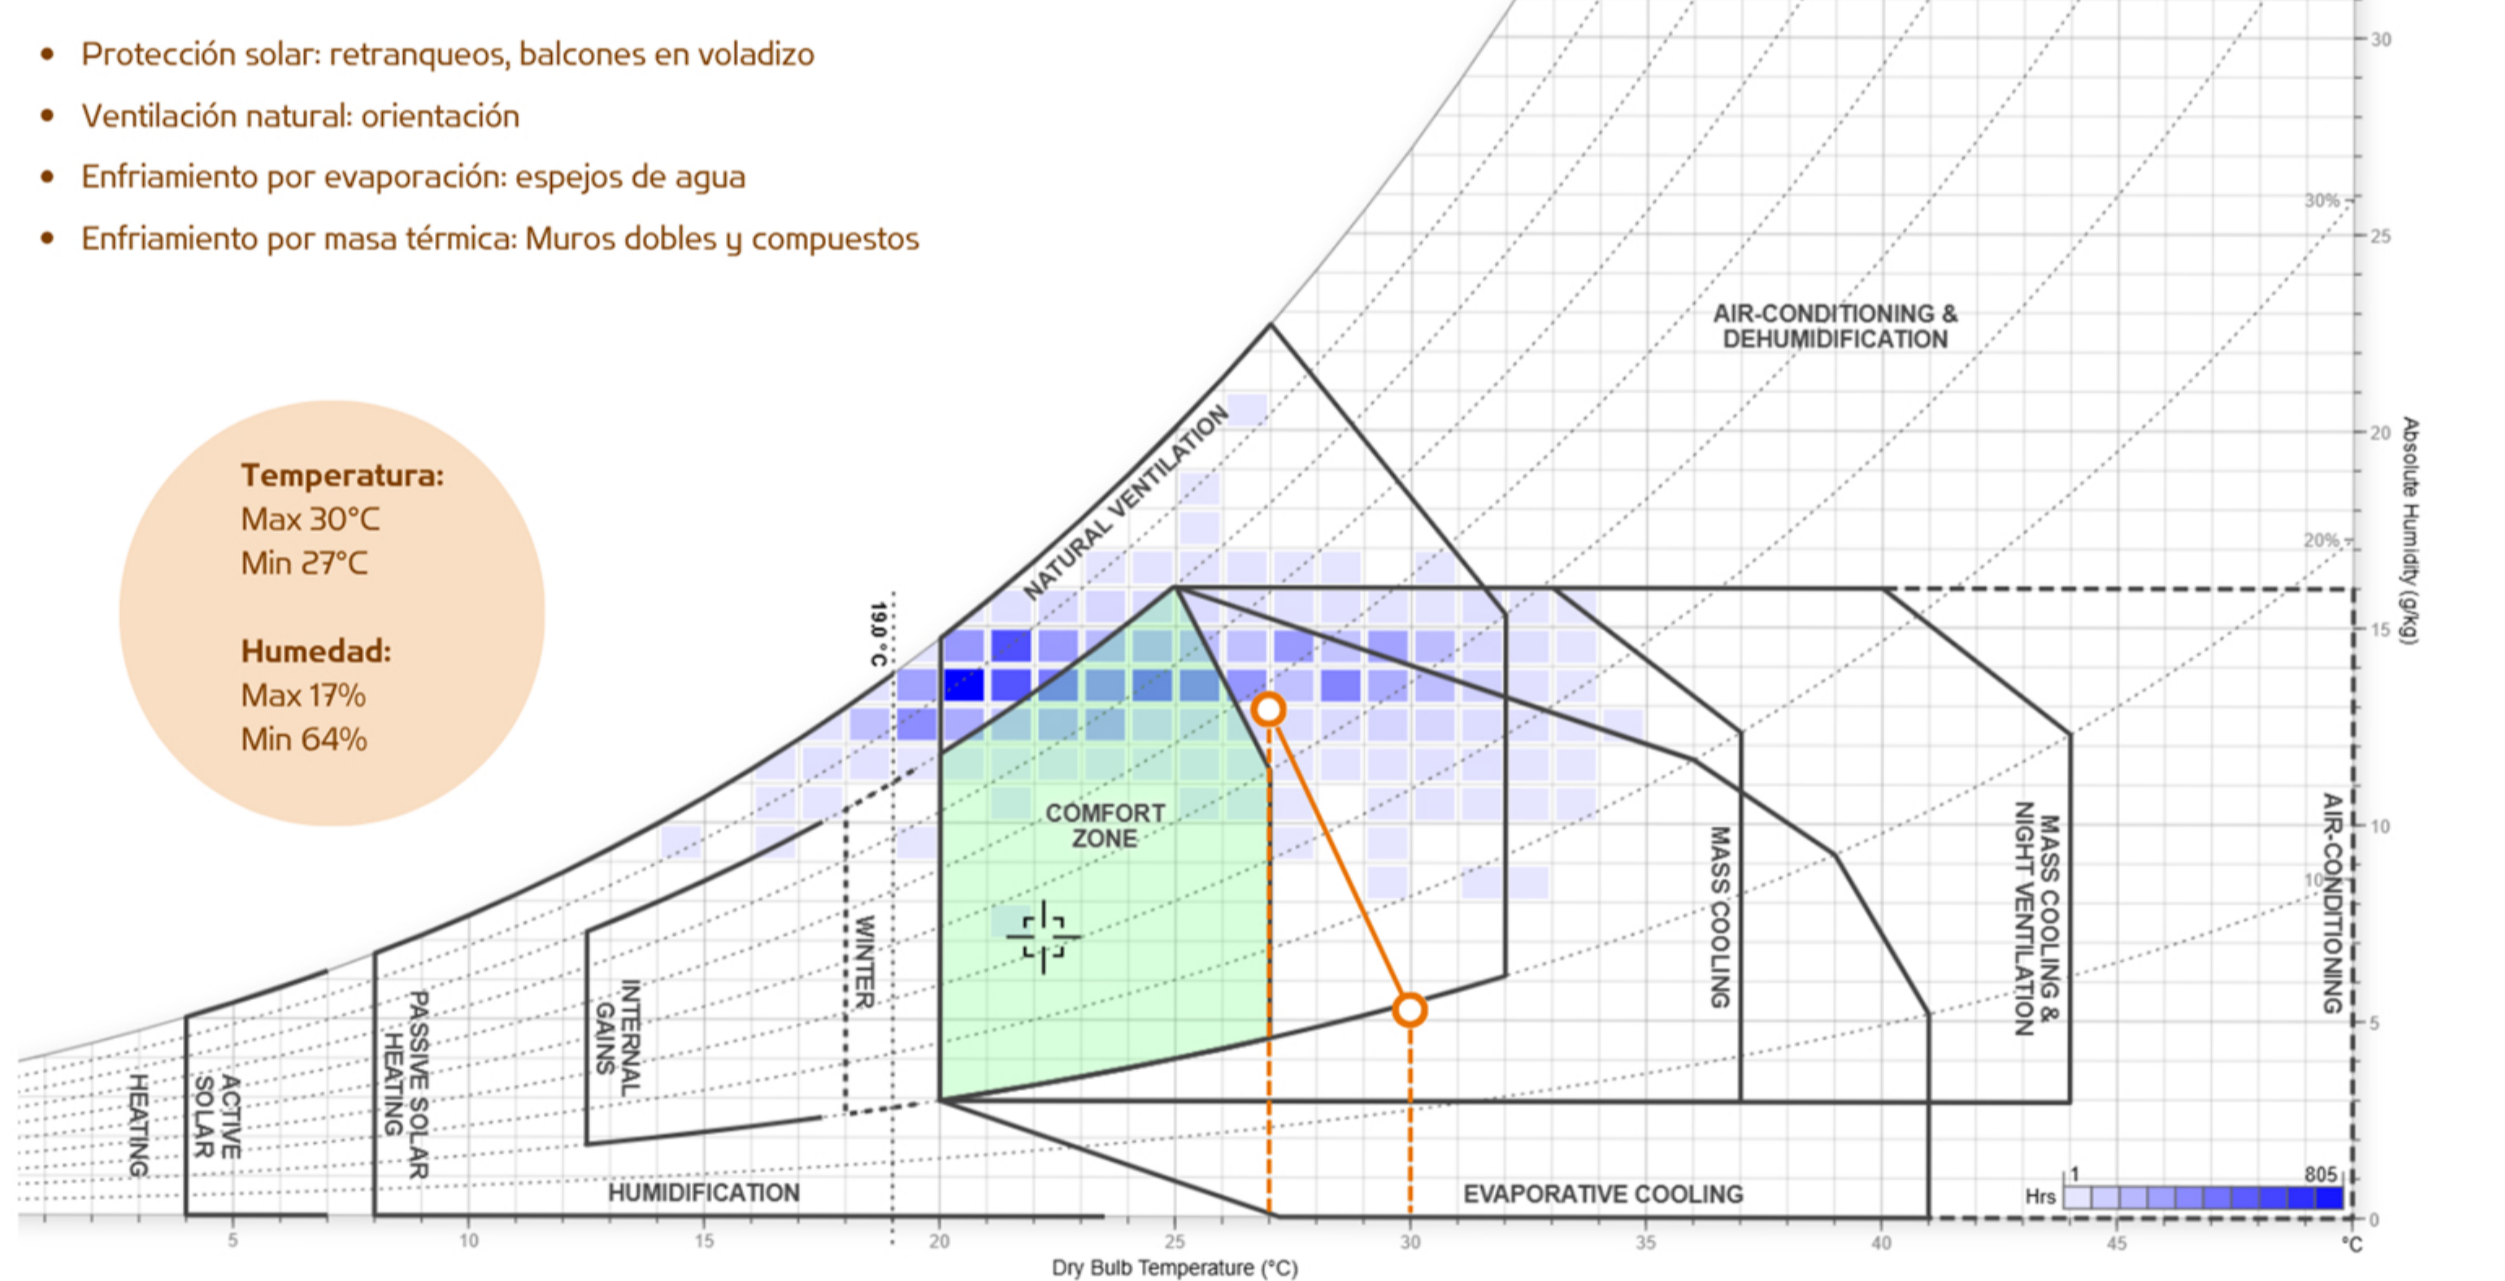 Protección solar: retranqueos, balcones en voladizo
Ventilación natural: orientación
Enfriamiento por evaporación: espejos de agua
Enfriamiento por masa térmica: Muros dobles y compuestos
Temperatura:
Max 30°C
Min 27°C
Humedad:
Max 17%
Min 64%
30
30%
25
AIR-CONDITIONING &
DEHUMIDIFICATION
20
Absolute Humidity (g/kg)
20%
NATURAL VENTILATION
19.0 °C
15
COMFORT
ZONE
10
10%
WINTER
MASS COOLING
MASS COOLING &
NIGHT VENTILATION
AIR-CONDITIONING
INTERNAL
GAINS
PASSIVE SOLAR
HEATING
ACTIVE
SOLAR
HEATING
5
HUMIDIFICATION
EVAPORATIVE COOLING
1
805
Hrs
0
5
10
15
20
25
30
35
40
45
°C
Dry Bulb Temperature (°C)